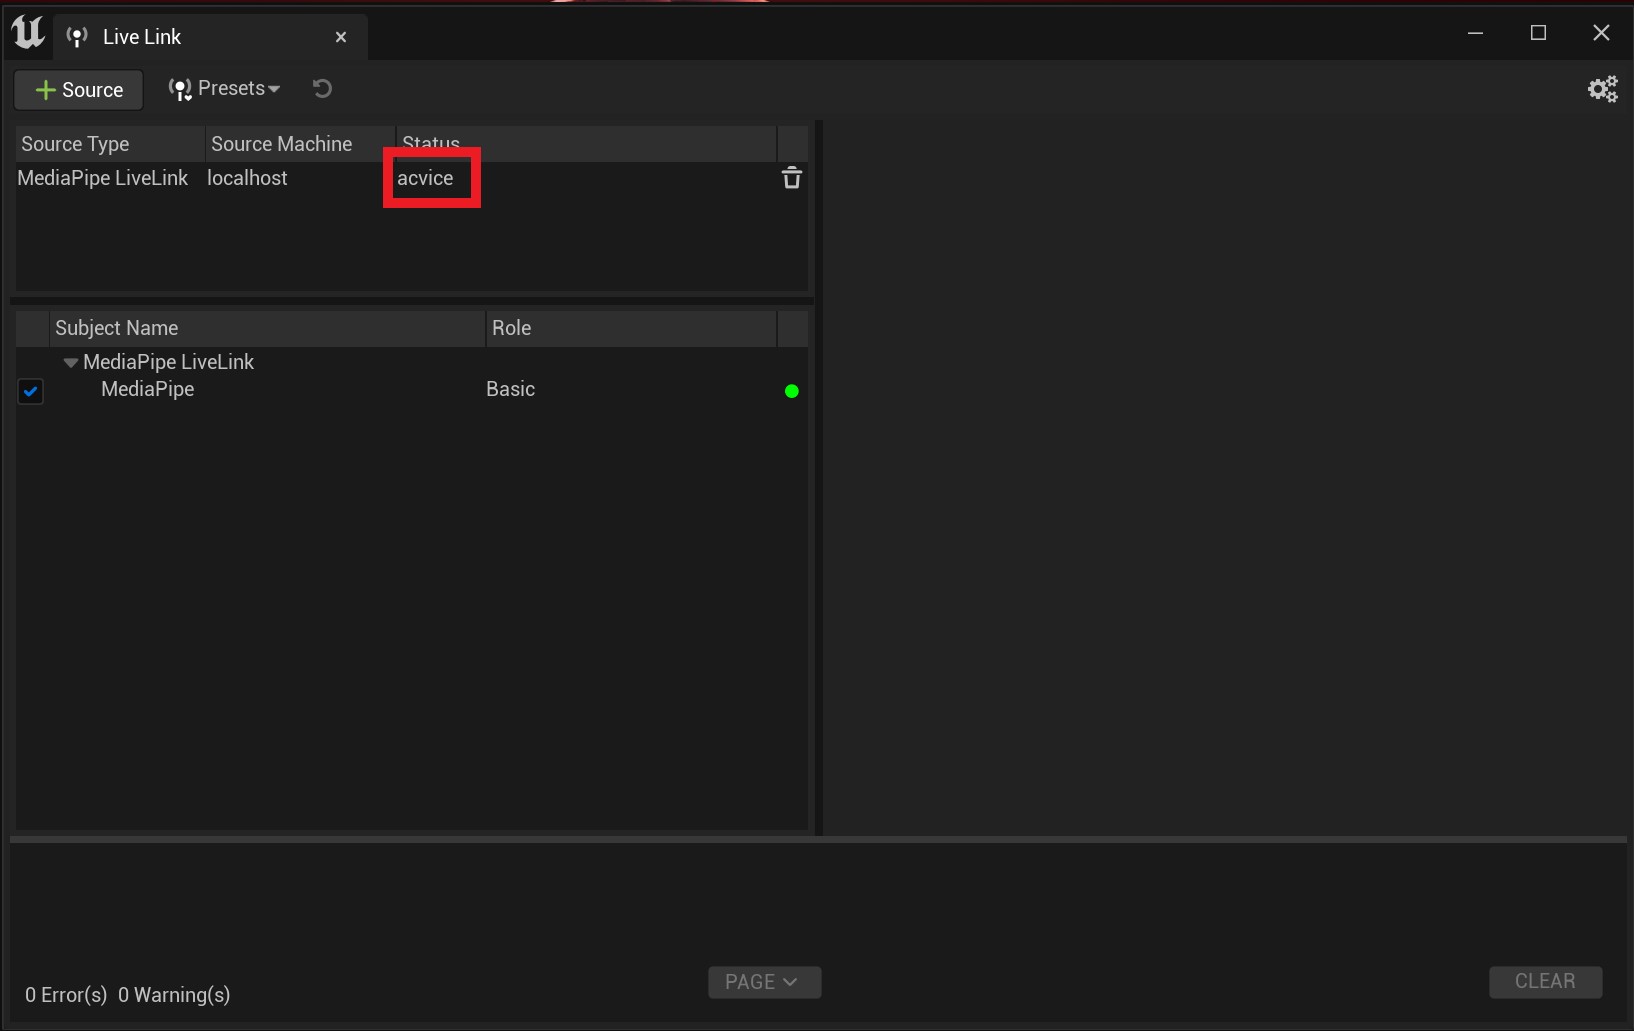 Live Link
Source Presets
Source Type Source Machine Status
MediaPipe LiveLink localhost acvice
Subject Name Role
MediaPipe LiveLink
MediaPipe Basic
0 Error(s) 0 Warning(s) PAGE CLEAR